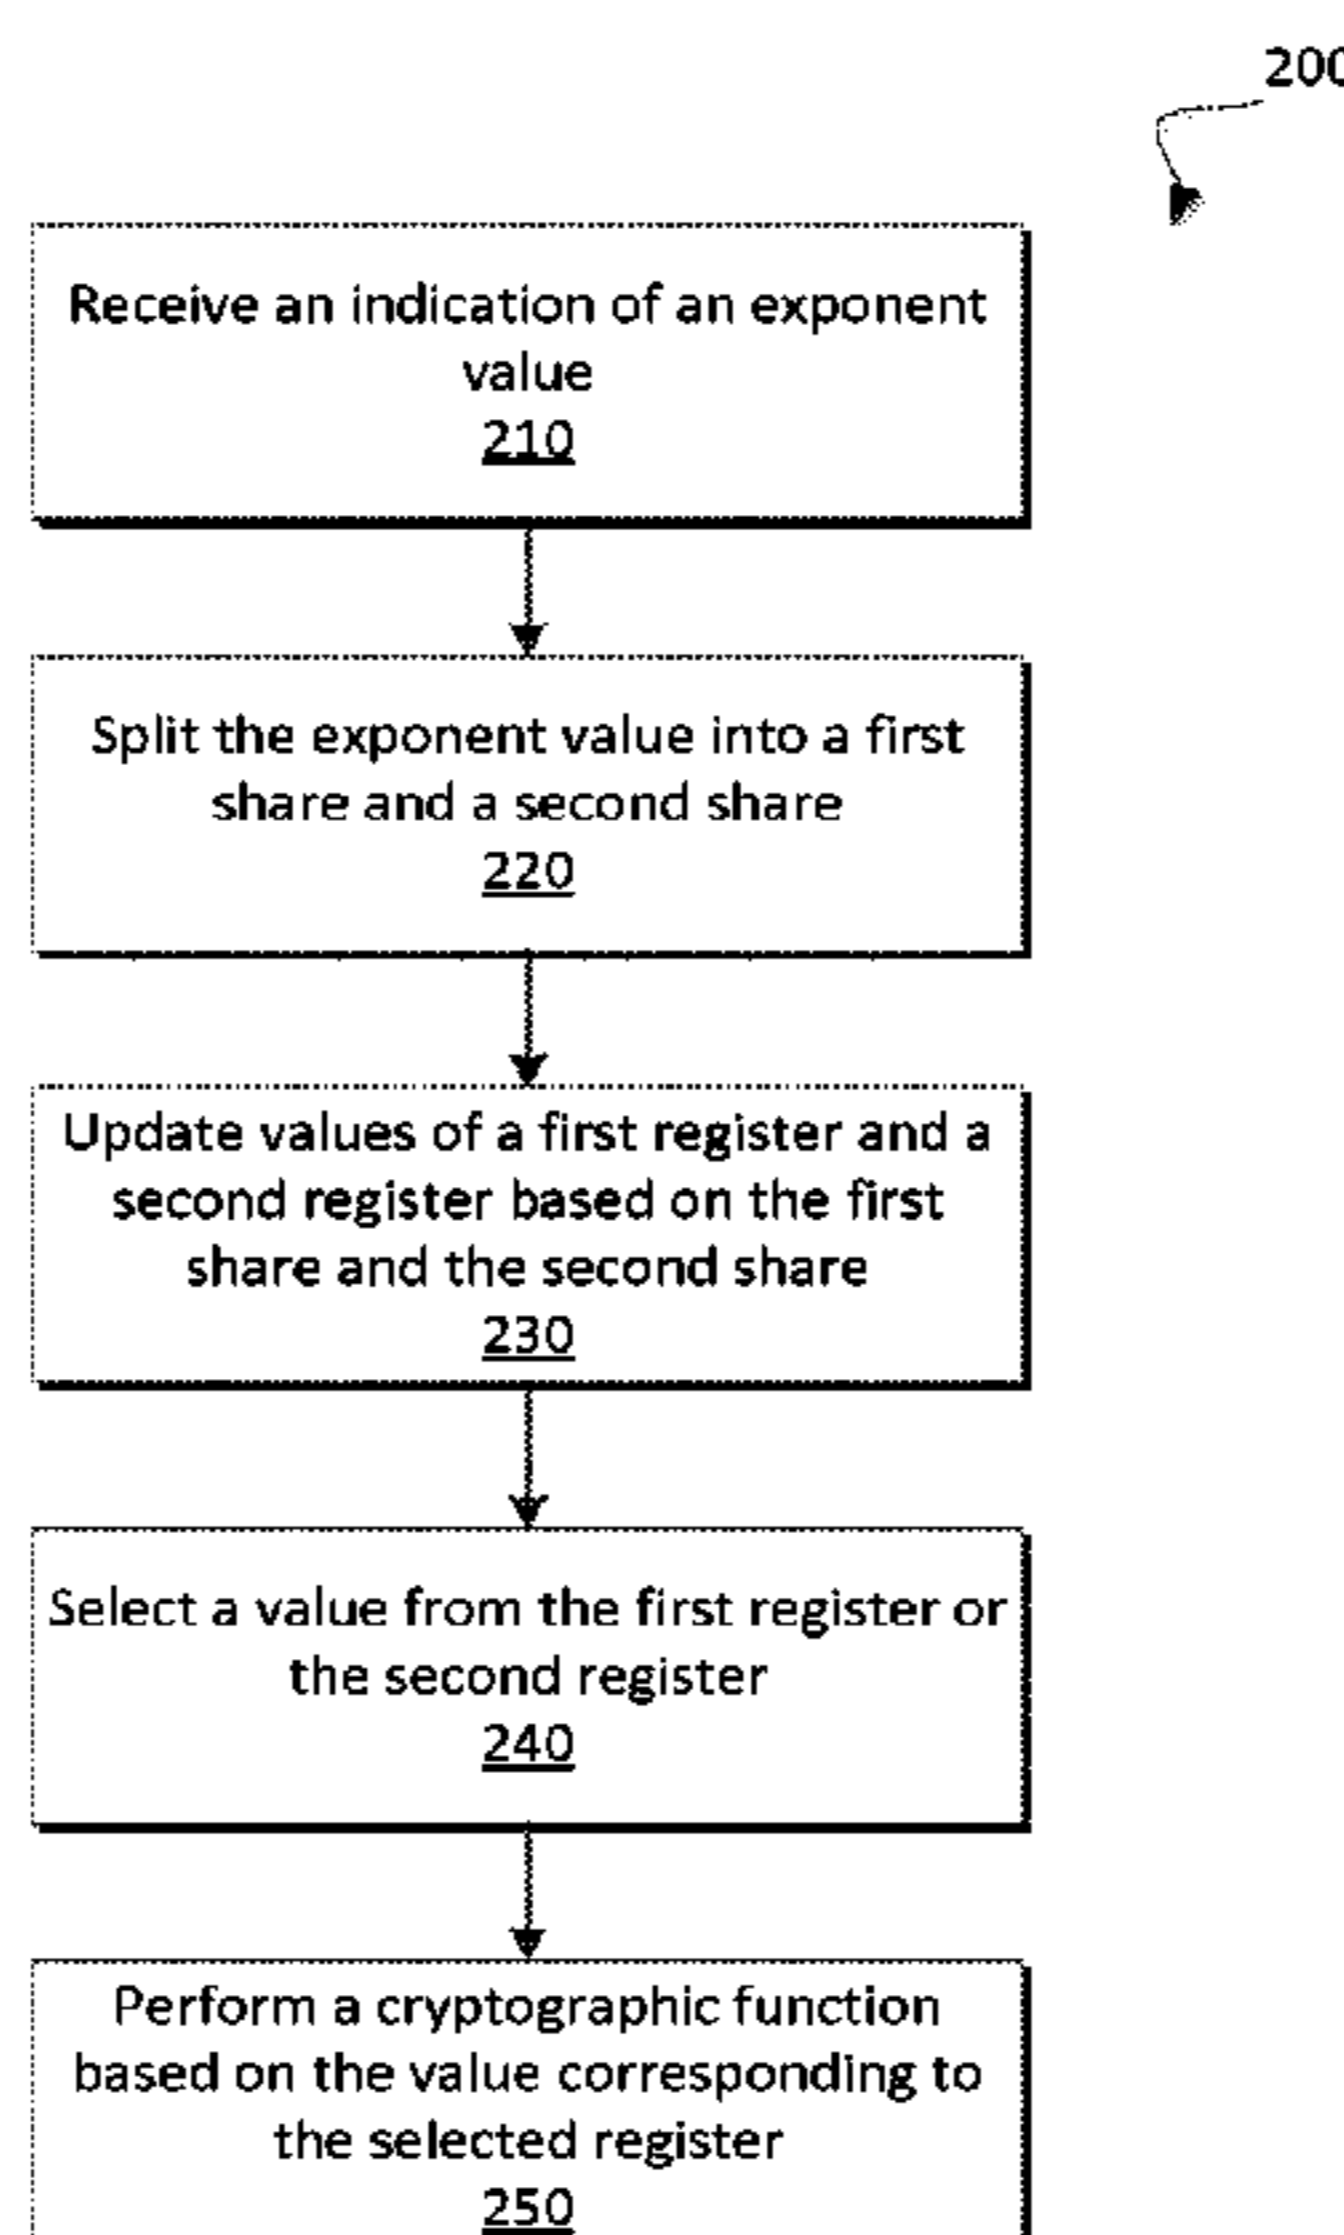 200
Receive an indication of an exponent
value
210
Split the exponent value into a first
share and a second share
220
Update values of a first register and a
second register based on the first
share and the second share
230
Select a value from the first register or
the second register
240
Perform a cryptographic function
based on the value corresponding to
the selected register
250